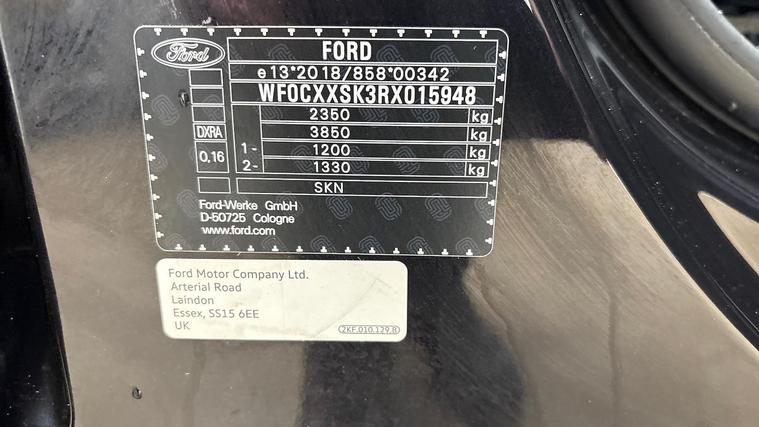 Ford
FORD
e13*2018/858*00342
WF0CXXSK3RX015948
2350 kg
3850 kg
DXRA
1- 1200 kg
0,16
2- 1330 kg
SKN
Ford-Werke GmbH
D-50725 Cologne
www.ford.com
Ford Motor Company Ltd.
Arterial Road
Laindon
Essex, SS15 6EE
UK
2KF.010.129.B